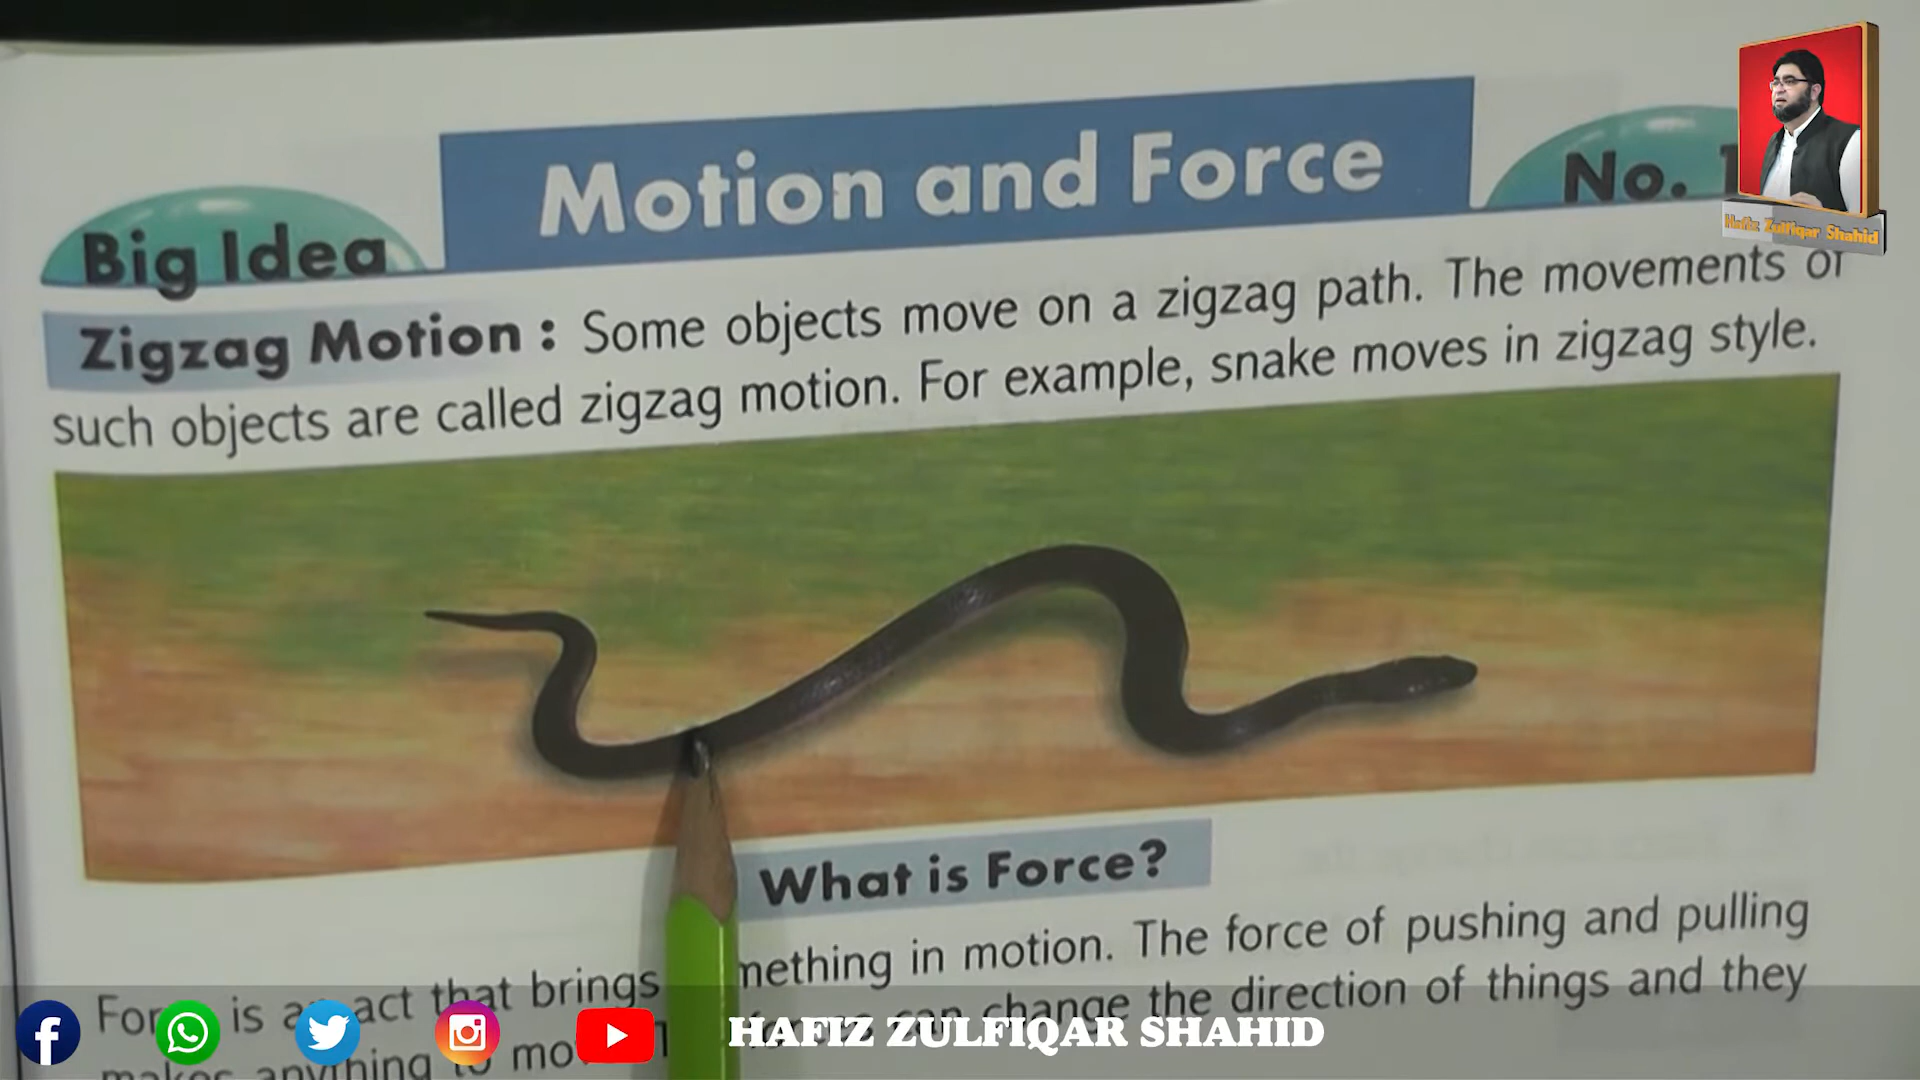 Motion and Force
Big Idea
No.
Hafiz Zulfiqar Shahid
Zigzag Motion : Some objects move on a zigzag path. The movements of
such objects are called zigzag motion. For example, snake moves in zigzag style.
What is Force?
is act that brings in motion. The force of pushing and pulling
can change the direction of things and they
anything to
HAFIZ ZULFIQAR SHAHID